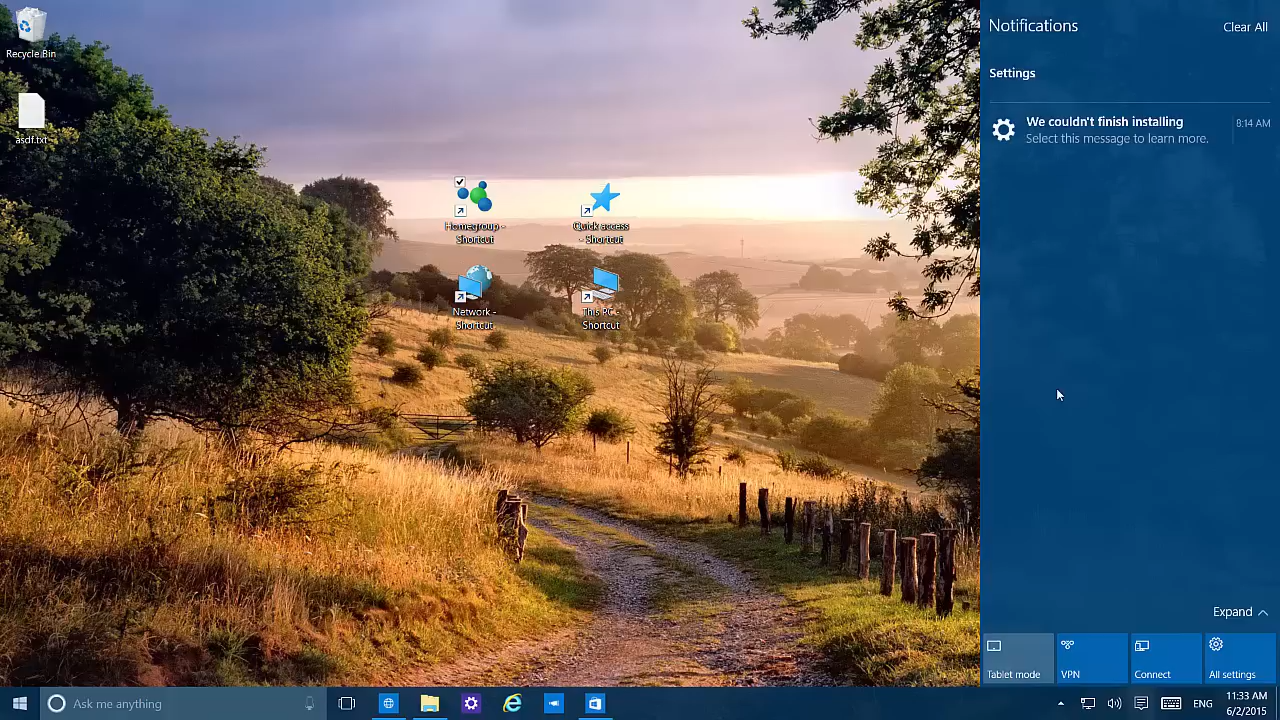 Recycle Bin
asdf.txt
Homegroup -
Shortcut
Quick access
- Shortcut
Network -
Shortcut
This PC -
Shortcut
Notifications
Clear All
Settings
We couldn't finish installing
8:14 AM
Select this message to learn more.
Expand
Tablet mode
VPN
Connect
All settings
Ask me anything
ENG
11:33 AM
6/2/2015